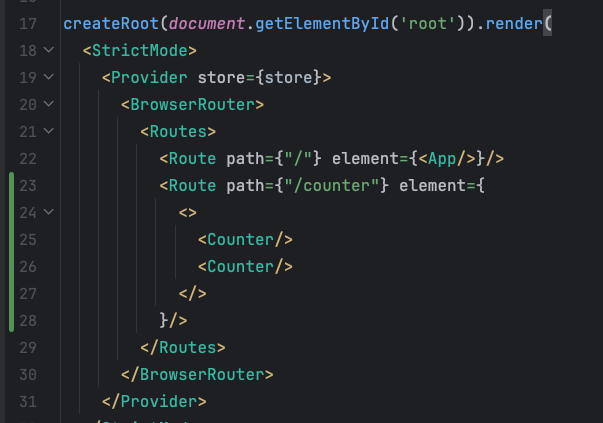 17 createRoot(document.getElementById('root')).render(
18 <StrictMode>
19 <Provider store={store}>
20 <BrowserRouter>
21 <Routes>
22 <Route path={"/"} element={<App/>}/>
23 <Route path={"/counter"} element={
24 <>
25 <Counter/>
26 <Counter/>
27 </>
28 }/>
29 </Routes>
30 </BrowserRouter>
31 </Provider>